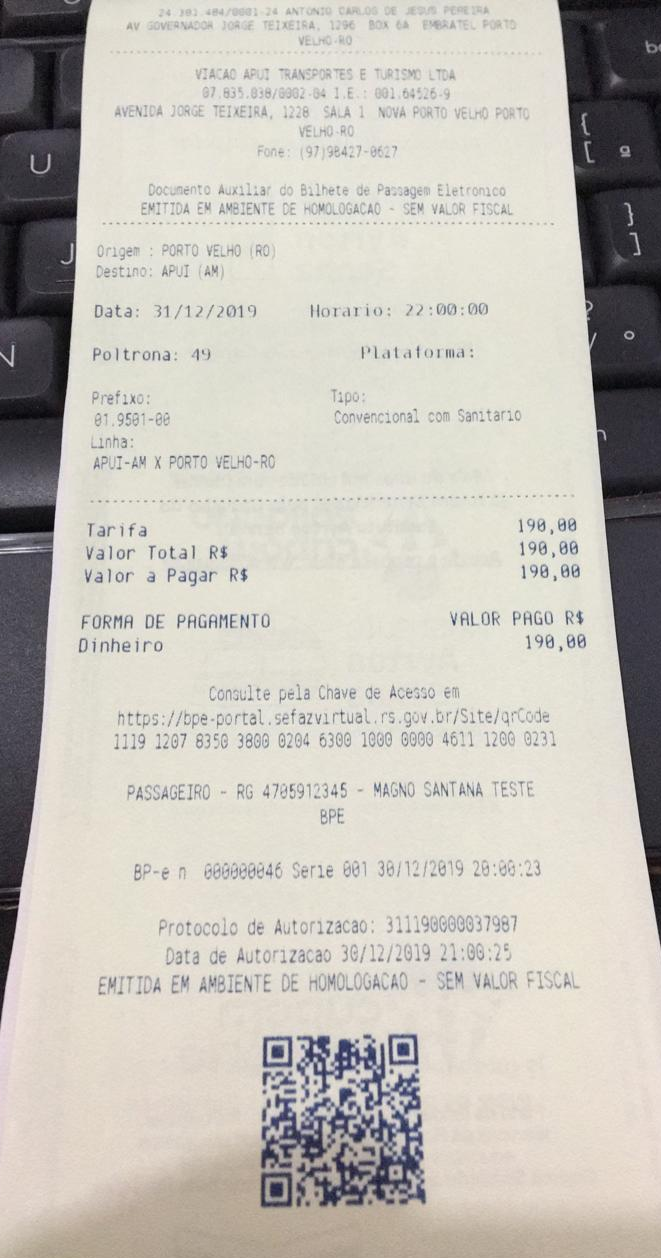 24.301.484/0001-24 ANTONIO CARLOS DE JESUS PEREIRA
AV GOVERNADOR JORGE TEIXEIRA, 1296 BOX 6A EMBRATEL PORTO
VELHO-RO
VIACAO APUI TRANSPORTES E TURISMO LTDA
07.835.038/0002-04 I.E.: 001.64526-9
AVENIDA JORGE TEIXEIRA, 1228 SALA 1 NOVA PORTO VELHO PORTO
VELHO-RO
Fone: (97)98427-0627
Documento Auxiliar do Bilhete de Passagem Eletronico
EMITIDA EM AMBIENTE DE HOMOLOGACAO - SEM VALOR FISCAL
Origem : PORTO VELHO (RO)
Destino: APUI (AM)
Data: 31/12/2019 Horario: 22:00:00
Poltrona: 49 Plataforma:
Prefixo: Tipo:
01.9501-00 Convencional com Sanitario
Linha:
APUI-AM X PORTO VELHO-RO
Tarifa 190,00
Valor Total R$ 190,00
Valor a Pagar R$ 190,00
FORMA DE PAGAMENTO VALOR PAGO R$
Dinheiro 190,00
Consulte pela Chave de Acesso em
https://bpe-portal.sefazvirtual.rs.gov.br/Site/qrCode
1119 1207 8350 3800 0204 6300 1000 0000 4611 1200 0231
PASSAGEIRO - RG 4705912345 - MAGNO SANTANA TESTE
BPE
BP-e n 000000046 Serie 001 30/12/2019 20:00:23
Protocolo de Autorizacao: 311190000037987
Data de Autorizacao 30/12/2019 21:00:25
EMITIDA EM AMBIENTE DE HOMOLOGACAO - SEM VALOR FISCAL
U
J
N
{
[ ª
}
]
?
/ °